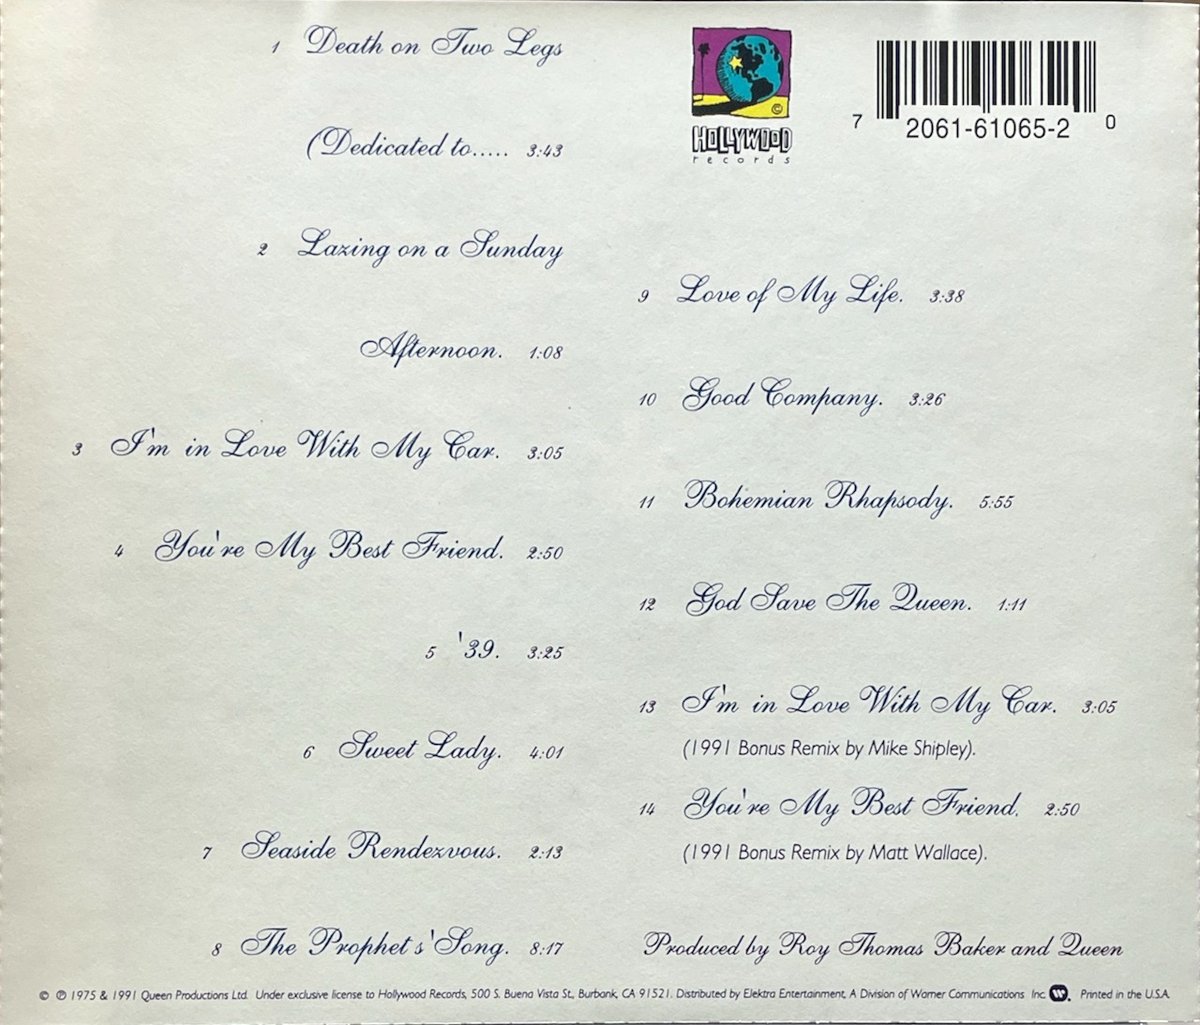 1 Death on Two Legs
(Dedicated to..... 3:43
2 Lazing on a Sunday
Afternoon. 1:08
3 I'm in Love With My Car. 3:05
4 You're My Best Friend. 2:50
5 '39. 3:25
6 Sweet Lady. 4:01
7 Seaside Rendezvous. 2:13
8 The Prophet s'Song. 8:17
©
HOLLYWOOD
records
7 2061-61065-2 0
9 Love of My Life. 3:38
10 Good Company. 3:26
11 Bohemian Rhapsody. 5:55
12 God Save The Queen. 1:11
13 I'm in Love With My Car. 3:05
(1991 Bonus Remix by Mike Shipley).
14 You're My Best Friend. 2:50
(1991 Bonus Remix by Matt Wallace).
Produced by Roy Thomas Baker and Queen
© ℗ 1975 & 1991 Queen Productions Ltd. Under exclusive license to Hollywood Records, 500 S. Buena Vista St., Burbank, CA 91521. Distributed by Elektra Entertainment, A Division of Warner Communications Inc. Printed in the U.S.A.